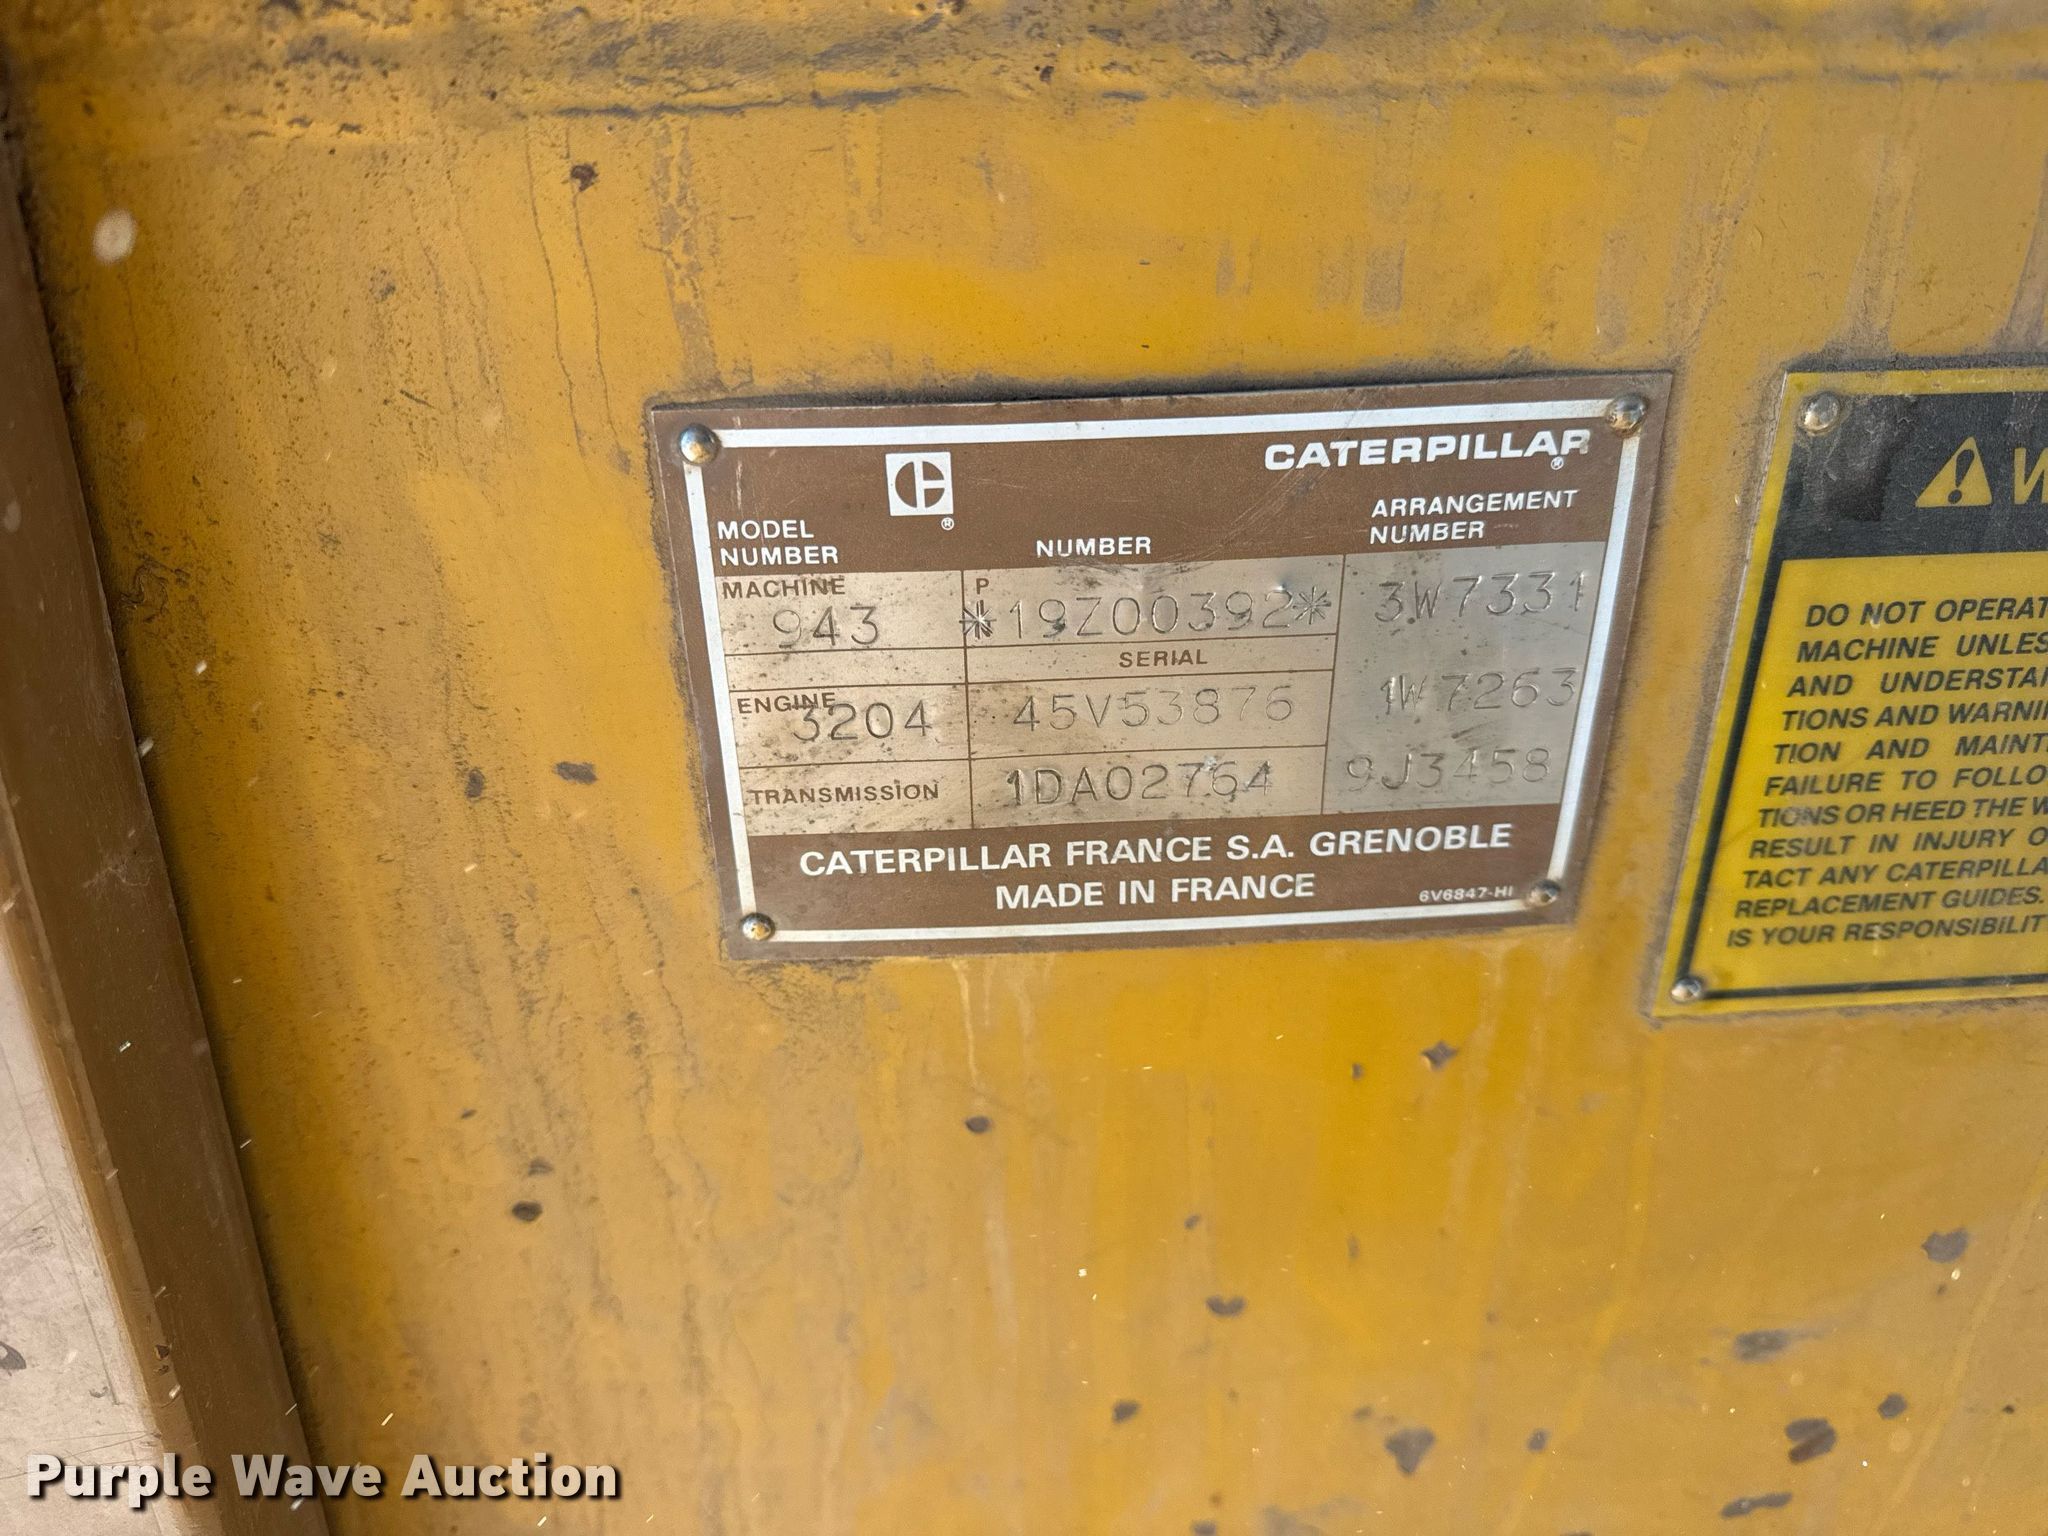 CATERPILLAR
®
®
MODEL NUMBER
NUMBER
ARRANGEMENT NUMBER
MACHINE
943
P
*19Z00392*
3W7331
SERIAL
ENGINE
3204
45V53876
1W7263
TRANSMISSION
1DA02764
9J3458
CATERPILLAR FRANCE S.A. GRENOBLE
MADE IN FRANCE
6V6847-HI
DO NOT OPERAT
MACHINE UNLES
AND UNDERSTAN
TIONS AND WARNIN
TION AND MAINT
FAILURE TO FOLLO
TIONS OR HEED THE W
RESULT IN INJURY O
TACT ANY CATERPILLA
REPLACEMENT GUIDES.
IS YOUR RESPONSIBILIT
Purple Wave Auction